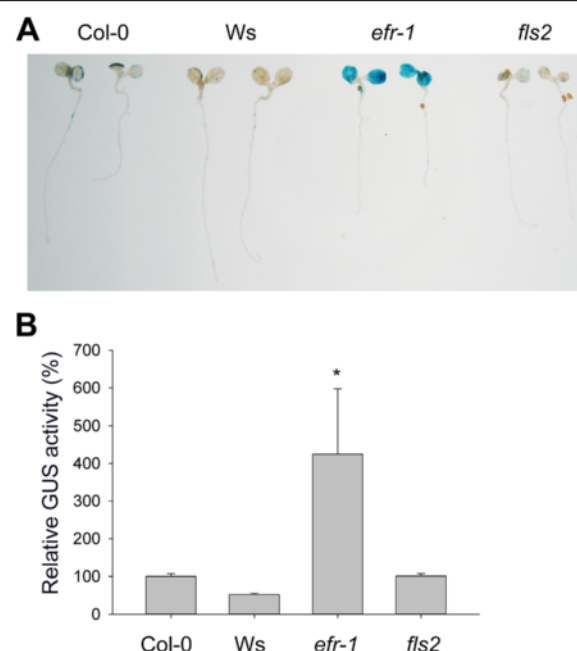 A
Col-0 Ws efr-1 fls2
B
Relative GUS activity (%)
700
600
500
400
300
200
100
0
*
Col-0 Ws efr-1 fls2